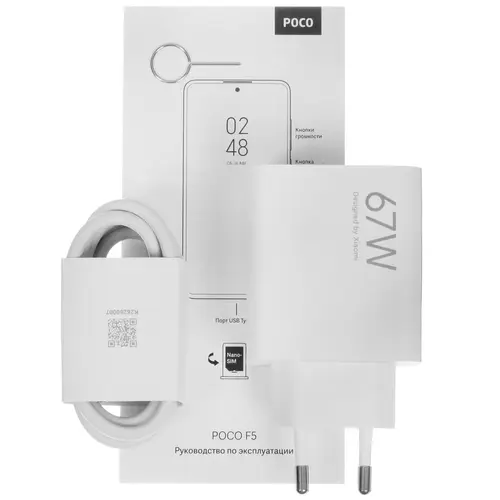 POCO
02
48
Кнопки
громкости
Кнопка
67W
Designed by Xiaomi
Порт USB Ty
Nano-
SIM
POCO F5
Руководство по эксплуатации